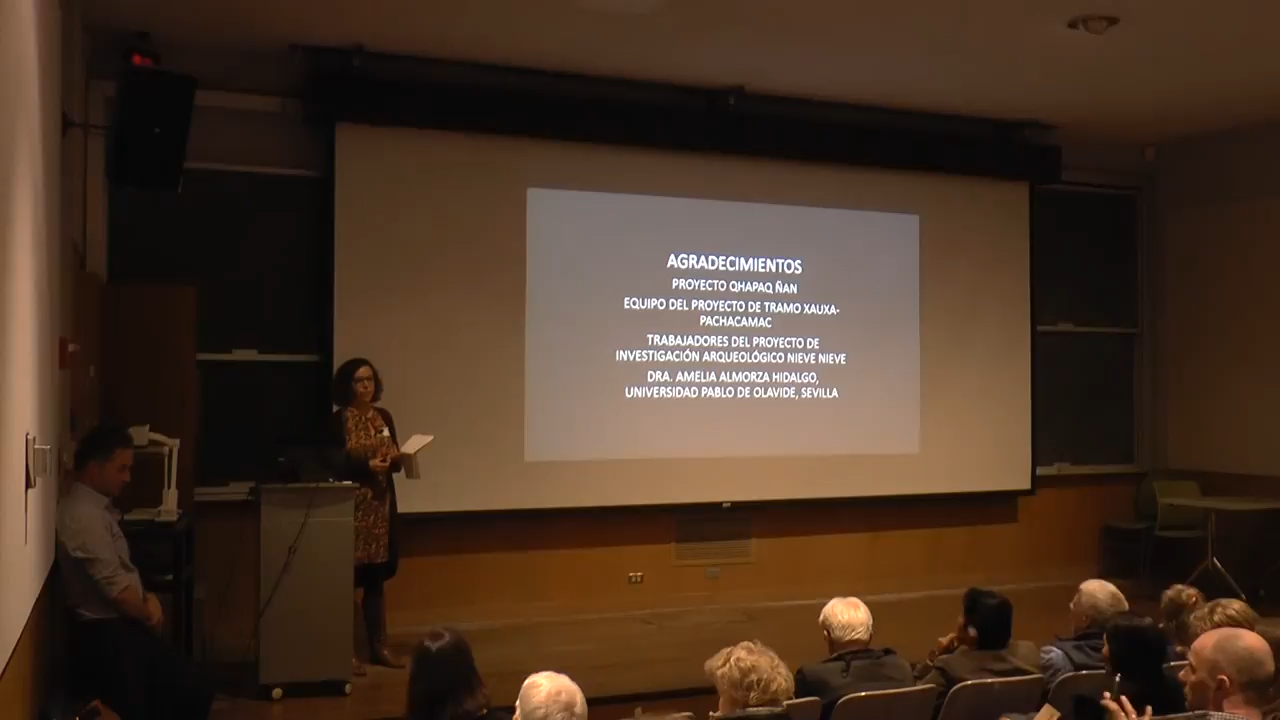 AGRADECIMIENTOS
PROYECTO QHAPAQ ÑAN
EQUIPO DEL PROYECTO DE TRAMO XAUXA-
PACHACAMAC
TRABAJADORES DEL PROYECTO DE
INVESTIGACIÓN ARQUEOLÓGICO NIEVE NIEVE
DRA. AMELIA ALMORZA HIDALGO,
UNIVERSIDAD PABLO DE OLAVIDE, SEVILLA